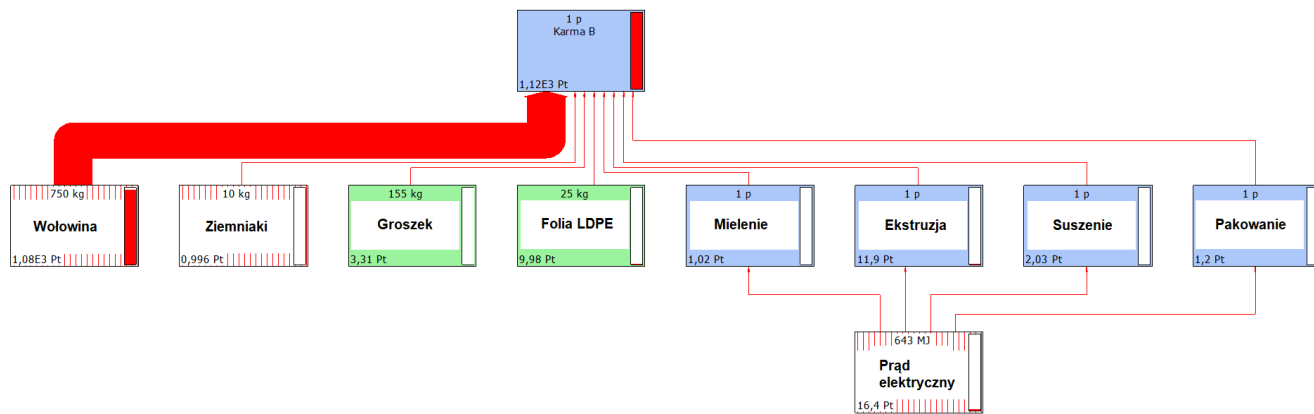 1 p
Karma B
1,12E3 Pt
750 kg
Wołowina
1,08E3 Pt
10 kg
Ziemniaki
0,996 Pt
155 kg
Groszek
3,31 Pt
25 kg
Folia LDPE
9,98 Pt
1 p
Mielenie
1,02 Pt
1 p
Ekstruzja
11,9 Pt
1 p
Suszenie
2,03 Pt
1 p
Pakowanie
1,2 Pt
643 MJ
Prąd
elektryczny
16,4 Pt